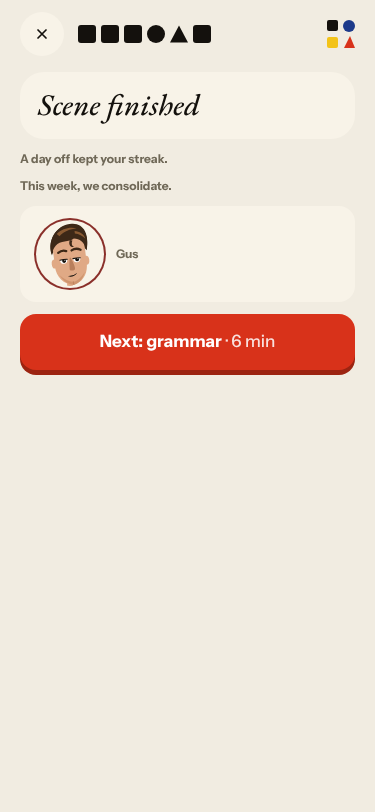 Scene finished
A day off kept your streak.
This week, we consolidate.
Gus
Next: grammar · 6 min